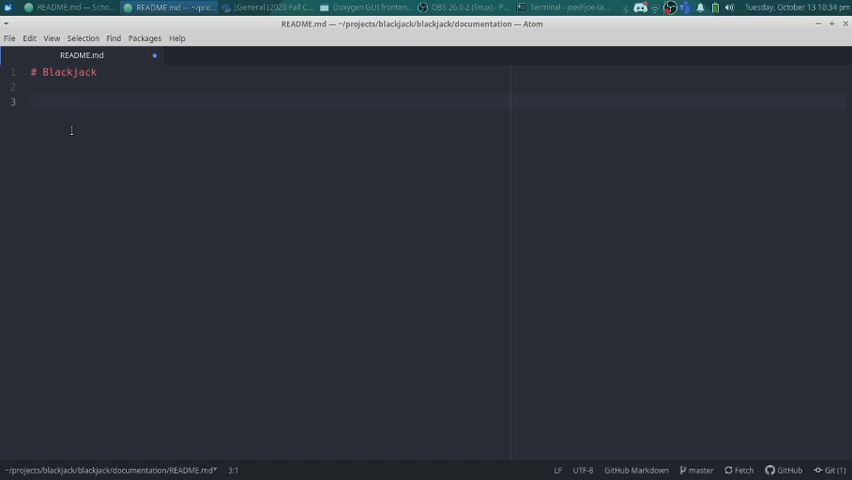 README.md — Scho...
README.md — ~/pro...
[General (2020 Fall C...
Doxygen GUI fronten...
OBS 26.0.2 (linux) - P...
Terminal - joe@joe-la...
Tuesday, October 13 10:34 pm
README.md — ~/projects/blackjack/blackjack/documentation — Atom
File Edit View Selection Find Packages Help
README.md
1 # Blackjack
2
3
~/projects/blackjack/blackjack/documentation/README.md* 3:1 LF UTF-8 GitHub Markdown master Fetch GitHub Git (1)